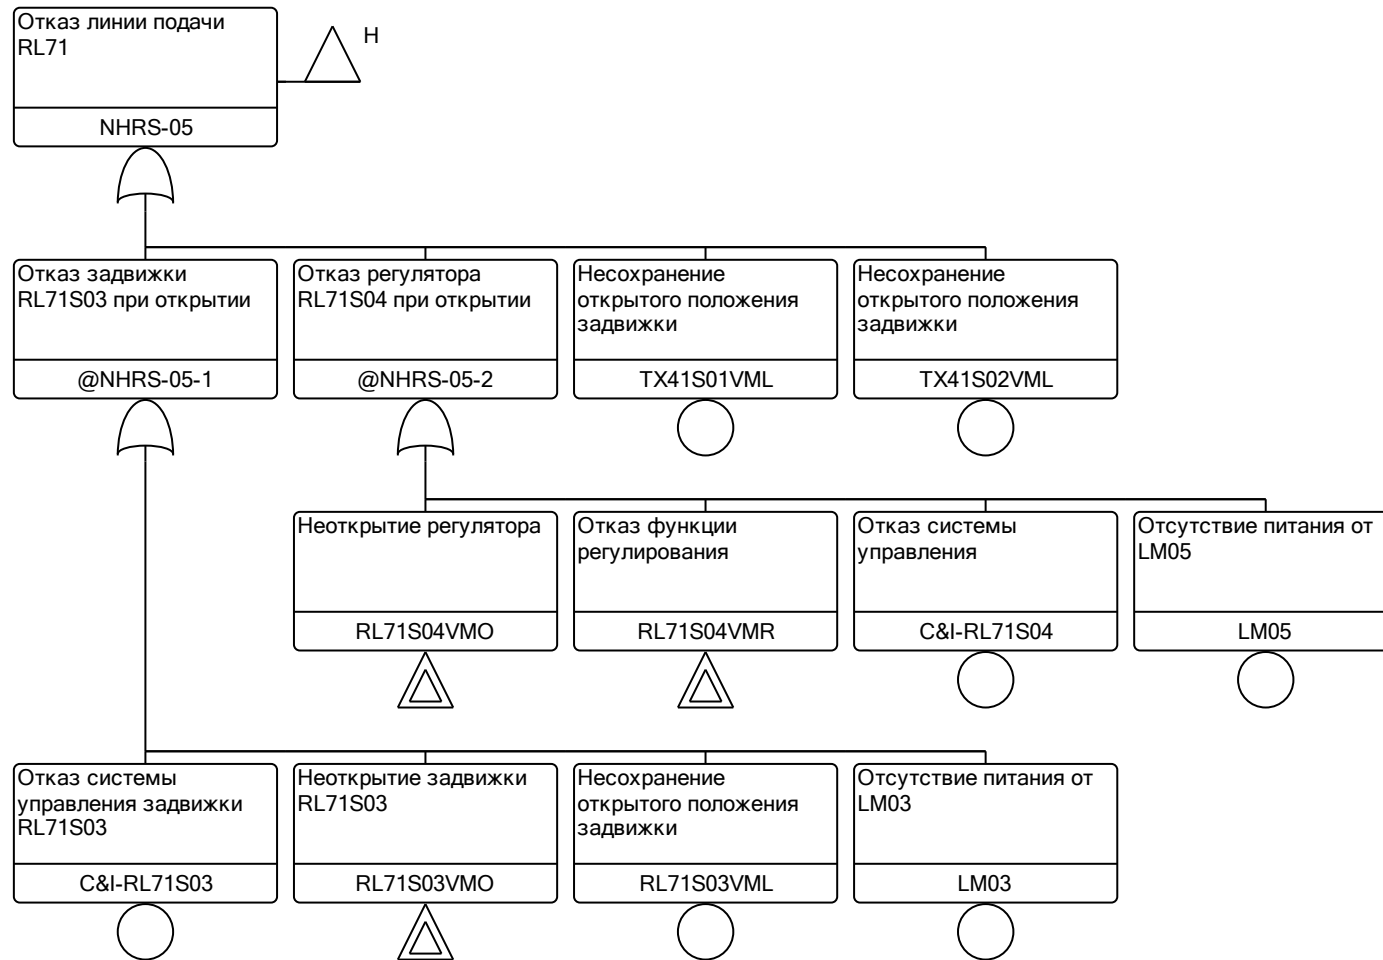 Отказ линии подачи
RL71
H
NHRS-05
Отказ задвижки
RL71S03 при открытии
@NHRS-05-1
Отказ регулятора
RL71S04 при открытии
@NHRS-05-2
Несохранение
открытого положения
задвижки
TX41S01VML
Несохранение
открытого положения
задвижки
TX41S02VML
Неоткрытие регулятора
RL71S04VMO
Отказ функции
регулирования
RL71S04VMR
Отказ системы
управления
C&I-RL71S04
Отсутствие питания от
LM05
LM05
Отказ системы
управления задвижки
RL71S03
C&I-RL71S03
Неоткрытие задвижки
RL71S03
RL71S03VMO
Несохранение
открытого положения
задвижки
RL71S03VML
Отсутствие питания от
LM03
LM03